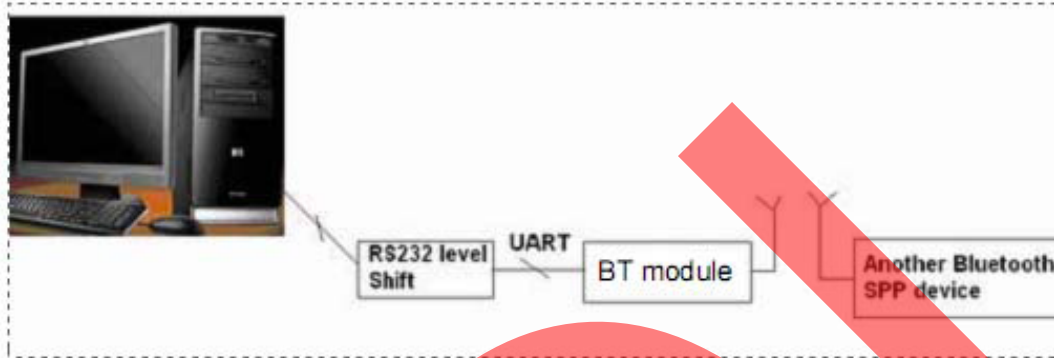 RS232 level
Shift
UART
BT module
Another Bluetooth
SPP device